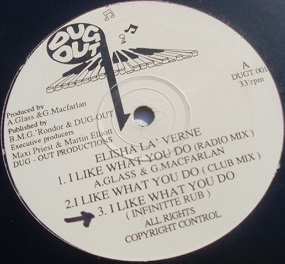 DUG
OUT
Produced by
A.Glass & G.Macfarlan
Published by
B.M.G. 'Rondor & DUG-OUT
Executive producers
Maxi Priest & Martin Elliott
DUG - OUT PRODUCTIONS
A
DUGT 001
33 rpm
ELISHA LA' VERNE
1. I LIKE WHAT YOU DO (RADIO MIX)
A.GLASS & G.MACFARLAN
2.I LIKE WHAT YOU DO ( CLUB MIX )
3. I LIKE WHAT YOU DO
( INFINITTE RUB )
ALL RIGHTS
COPYRIGHT CONTROL